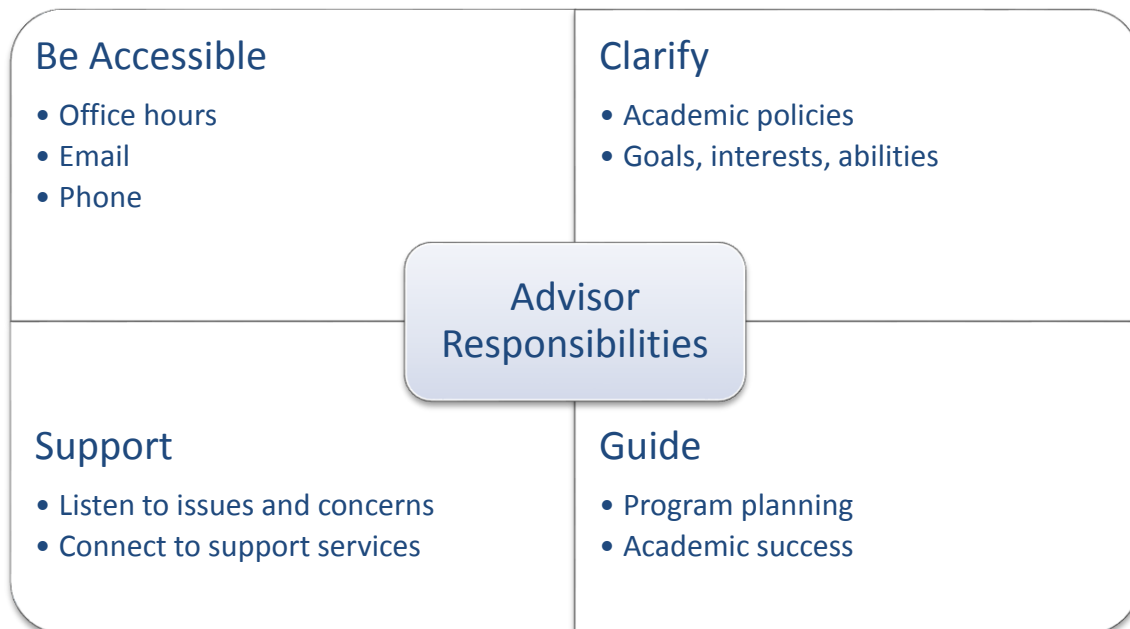 Be Accessible
• Office hours
• Email
• Phone
Clarify
• Academic policies
• Goals, interests, abilities
Advisor
Responsibilities
Support
• Listen to issues and concerns
• Connect to support services
Guide
• Program planning
• Academic success